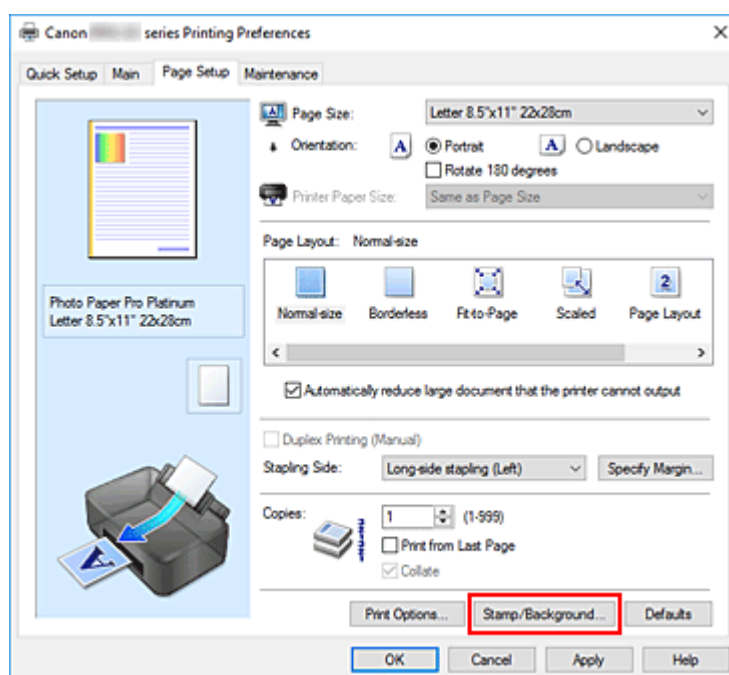 Canon series Printing Preferences
Quick Setup Main Page Setup Maintenance
Page Size: Letter 8.5"x11" 22x28cm
Orientation: A Portrait A Landscape
Rotate 180 degrees
Printer Paper Size: Same as Page Size
Page Layout: Normal-size
2
Normal-size Borderless Fit-to-Page Scaled Page Layout
Photo Paper Pro Platinum
Letter 8.5"x11" 22x28cm
Automatically reduce large document that the printer cannot output
Duplex Printing (Manual)
Stapling Side: Long-side stapling (Left) Specify Margin...
Copies: 1 (1-999)
Print from Last Page
Collate
A
Print Options... Stamp/Background... Defaults
OK Cancel Apply Help